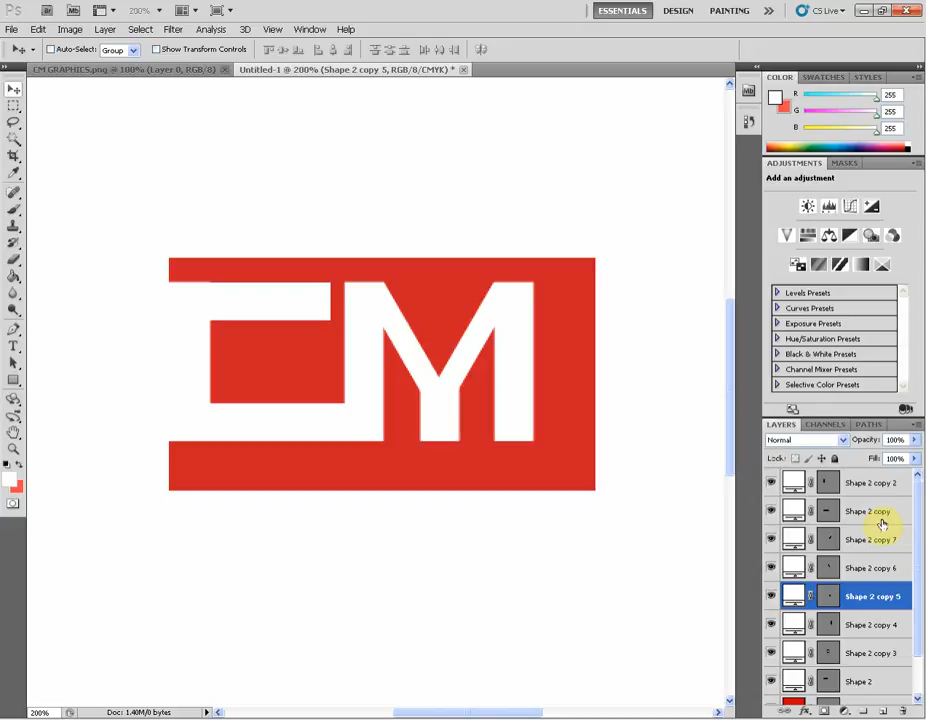 Ps Br Mb 200% ESSENTIALS DESIGN PAINTING CS Live
File Edit Image Layer Select Filter Analysis 3D View Window Help
Auto-Select: Group Show Transform Controls
CM GRAPHICS.png @ 100% (Layer 0, RGB/8) × Untitled-1 @ 200% (Shape 2 copy 5, RGB/8/CMYK) * ×
COLOR SWATCHES STYLES
Mb
R 255
G 255
B 255
ADJUSTMENTS MASKS
Add an adjustment
Levels Presets
Curves Presets
Exposure Presets
Hue/Saturation Presets
Black & White Presets
Channel Mixer Presets
Selective Color Presets
CM
LAYERS CHANNELS PATHS
Normal Opacity: 100%
Lock: Fill: 100%
Shape 2 copy 2
Shape 2 copy
Shape 2 copy 7
Shape 2 copy 6
Shape 2 copy 5
Shape 2 copy 4
Shape 2 copy 3
Shape 2
200% Doc: 1.40M/0 bytes